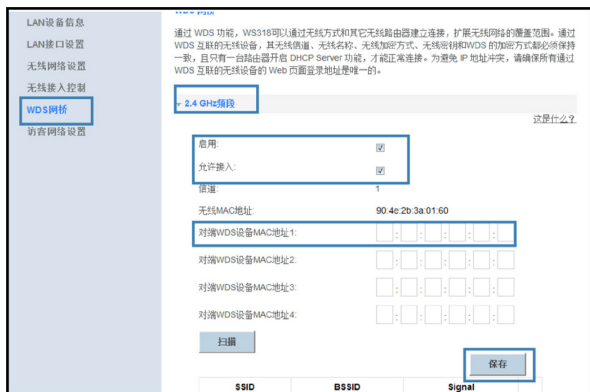 LAN设备信息
LAN接口设置
无线网络设置
无线接入控制
WDS网桥
访客网络设置
WDS 网桥
通过 WDS 功能，WS318可以通过无线方式和其它无线路由器建立连接，扩展无线网络的覆盖范围。通过
WDS 互联的无线设备，其无线信道、无线名称、无线加密方式、无线密钥和WDS 的加密方式都必须保持
一致，且只有一台路由器开启 DHCP Server 功能，才能正常连接。为避免 IP 地址冲突，请确保所有通过
WDS 互联的无线设备的 Web 页面登录地址是唯一的。
2.4 GHz频段
这是什么?
启用:
允许接入:
信道: 1
无线MAC地址: 90:4e:2b:3a:01:60
对端WDS设备MAC地址1: : : : : :
对端WDS设备MAC地址2: : : : : :
对端WDS设备MAC地址3: : : : : :
对端WDS设备MAC地址4: : : : : :
扫描
保存
SSID BSSID Signal